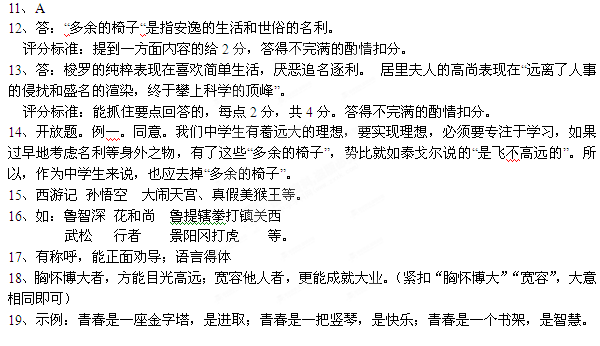 11、A
12、答：“多余的椅子“是指安逸的生活和世俗的名利。
评分标准：提到一方面内容的给 2 分，答得不完满的酌情扣分。
13、答：梭罗的纯粹表现在喜欢简单生活，厌恶追名逐利。 居里夫人的高尚表现在“远离了人事
的侵扰和盛名的渲染，终于攀上科学的顶峰”。
评分标准：能抓住要点回答的，每点 2 分，共 4 分。答得不完满的酌情扣分。
14、开放题。例一。同意。我们中学生有着远大的理想，要实现理想，必须要专注于学习，如果
过早地考虑名利等身外之物，有了这些“多余的椅子”，势比就如泰戈尔说的“是飞不高远的”。所
以，作为中学生来说，也应去掉“多余的椅子”。
15、西游记 孙悟空 大闹天宫、真假美猴王等。
16、如：鲁智深 花和尚 鲁提辖拳打镇关西
武松 行者 景阳冈打虎 等。
17、有称呼，能正面劝导；语言得体
18、胸怀博大者，方能目光高远；宽容他人者，更能成就大业。（紧扣“胸怀博大”“宽容”，大意
相同即可）
19、示例：青春是一座金字塔，是进取；青春是一把竖琴，是快乐；青春是一个书架，是智慧。